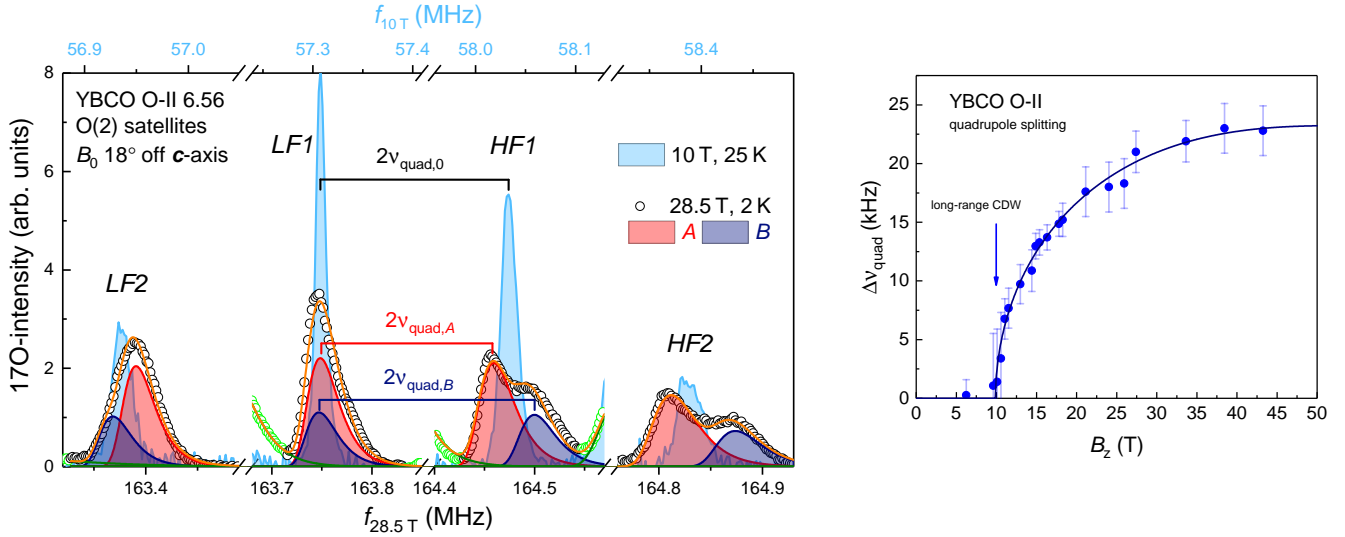 f10 T (MHz)
56.9 57.0 57.3 57.4 58.0 58.1 58.4
8
6
4
2
0
17O-intensity (arb. units)
YBCO O-II 6.56
O(2) satellites
B0 18° off c-axis
LF1
HF1
2νquad,0
10 T, 25 K
28.5 T, 2 K
A B
LF2
2νquad,A
2νquad,B
HF2
163.4 163.7 163.8 164.4 164.5 164.8 164.9
f28.5 T (MHz)
YBCO O-II
quadrupole splitting
long-range CDW
25
20
15
10
5
0
Δνquad (kHz)
0 5 10 15 20 25 30 35 40 45 50
Bz (T)